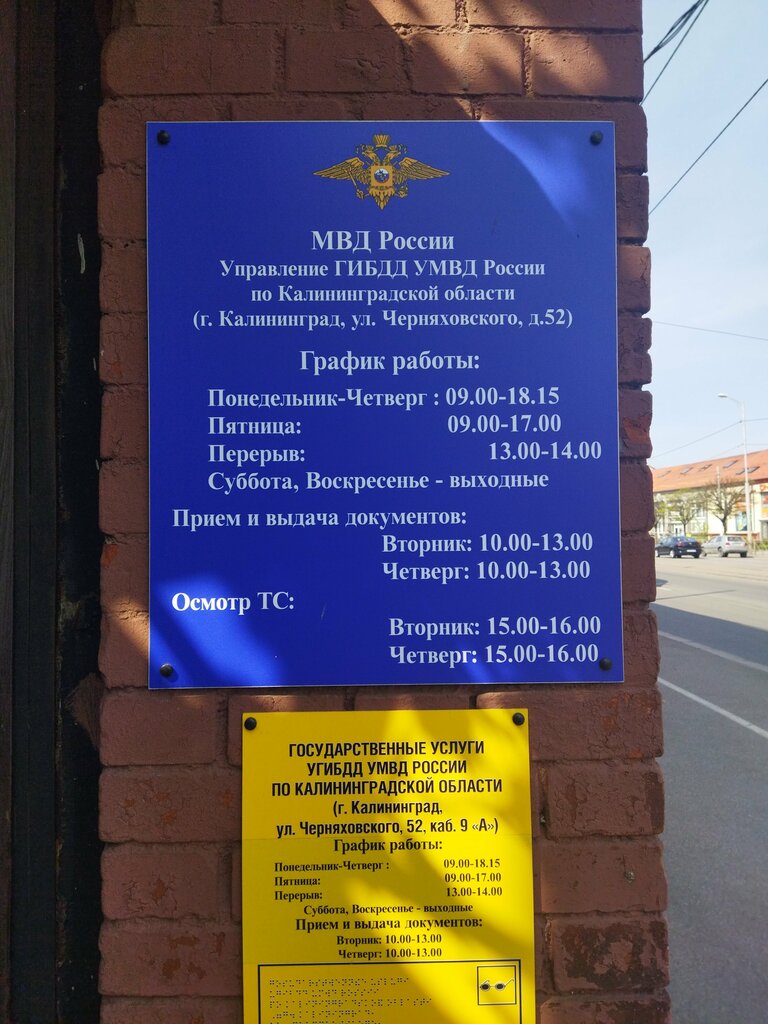 МВД России
Управление ГИБДД УМВД России
по Калининградской области
(г. Калининград, ул. Черняховского, д.52)
График работы:
Понедельник-Четверг : 09.00-18.15
Пятница: 09.00-17.00
Перерыв: 13.00-14.00
Суббота, Воскресенье - выходные
Прием и выдача документов:
Вторник: 10.00-13.00
Четверг: 10.00-13.00
Осмотр ТС:
Вторник: 15.00-16.00
Четверг: 15.00-16.00
ГОСУДАРСТВЕННЫЕ УСЛУГИ
УГИБДД УМВД РОССИИ
ПО КАЛИНИНГРАДСКОЙ ОБЛАСТИ
(г. Калининград,
ул. Черняховского, 52, каб. 9 «А»)
График работы:
Понедельник-Четверг : 09.00-18.15
Пятница: 09.00-17.00
Перерыв: 13.00-14.00
Суббота, Воскресенье - выходные
Прием и выдача документов:
Вторник: 10.00-13.00
Четверг: 10.00-13.00